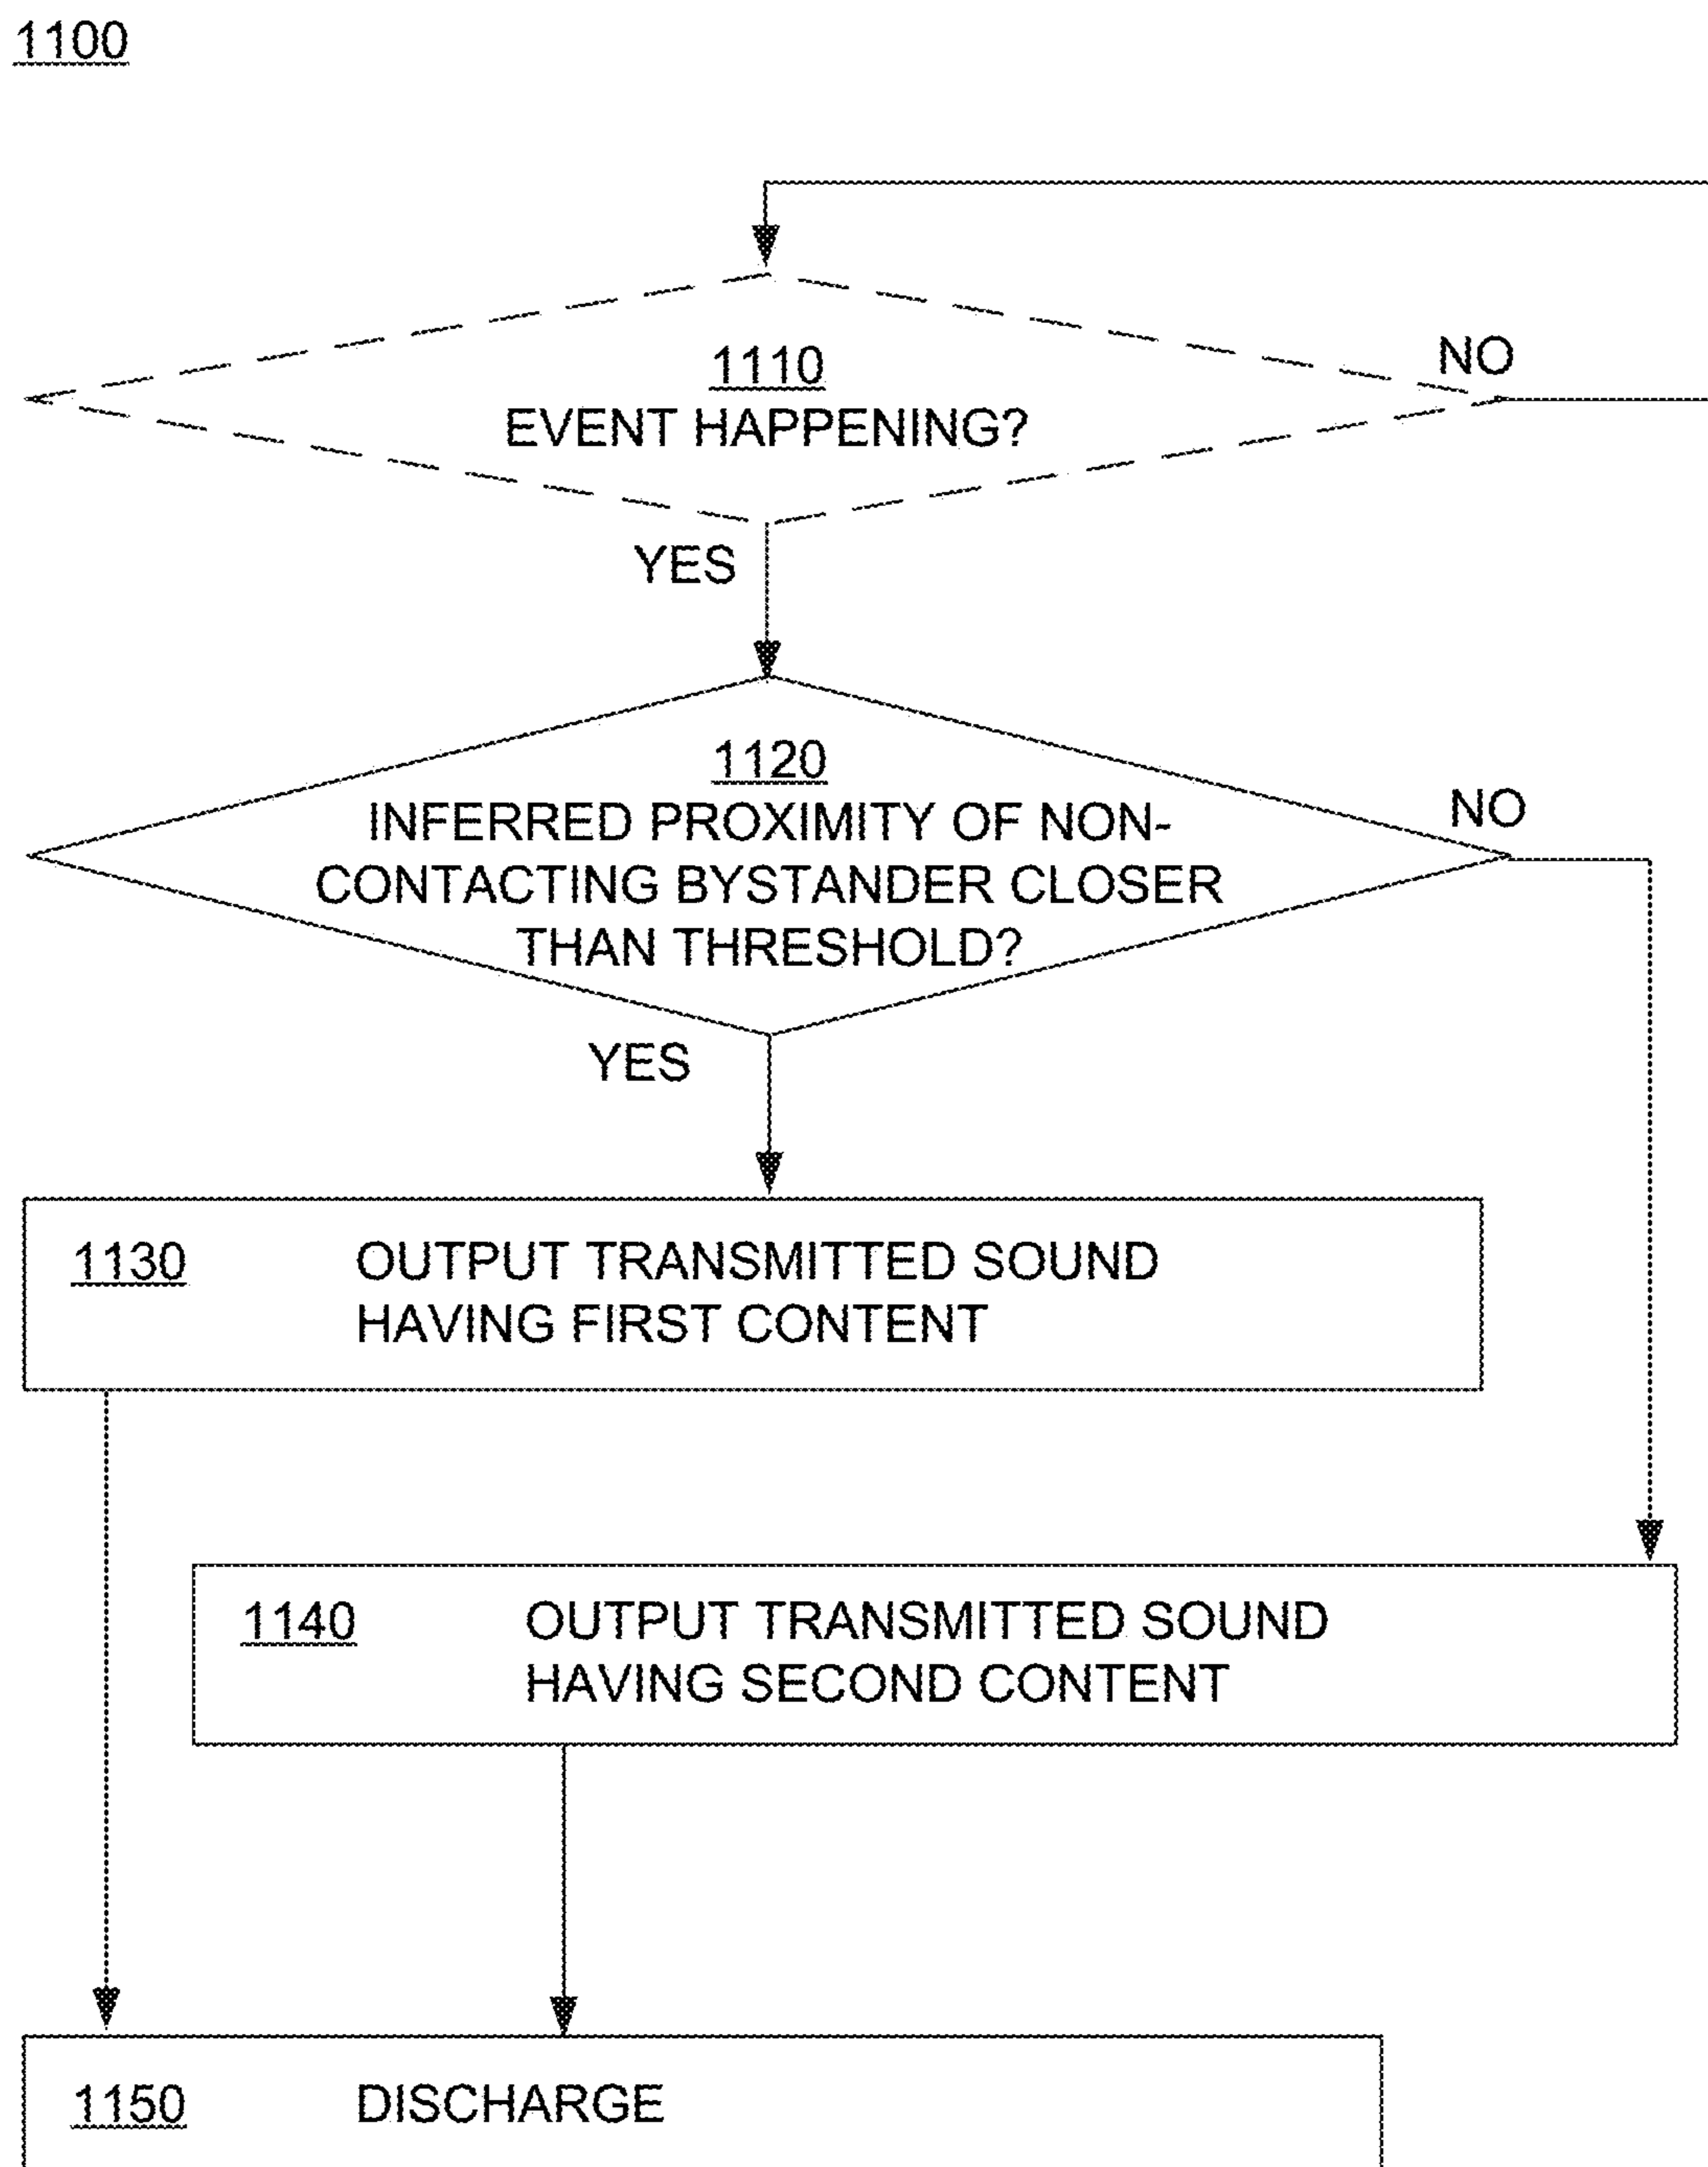 1100
1110
EVENT HAPPENING?
NO
YES
1120
INFERRED PROXIMITY OF NON-
CONTACTING BYSTANDER CLOSER
THAN THRESHOLD?
NO
YES
1130 OUTPUT TRANSMITTED SOUND
HAVING FIRST CONTENT
1140 OUTPUT TRANSMITTED SOUND
HAVING SECOND CONTENT
1150 DISCHARGE